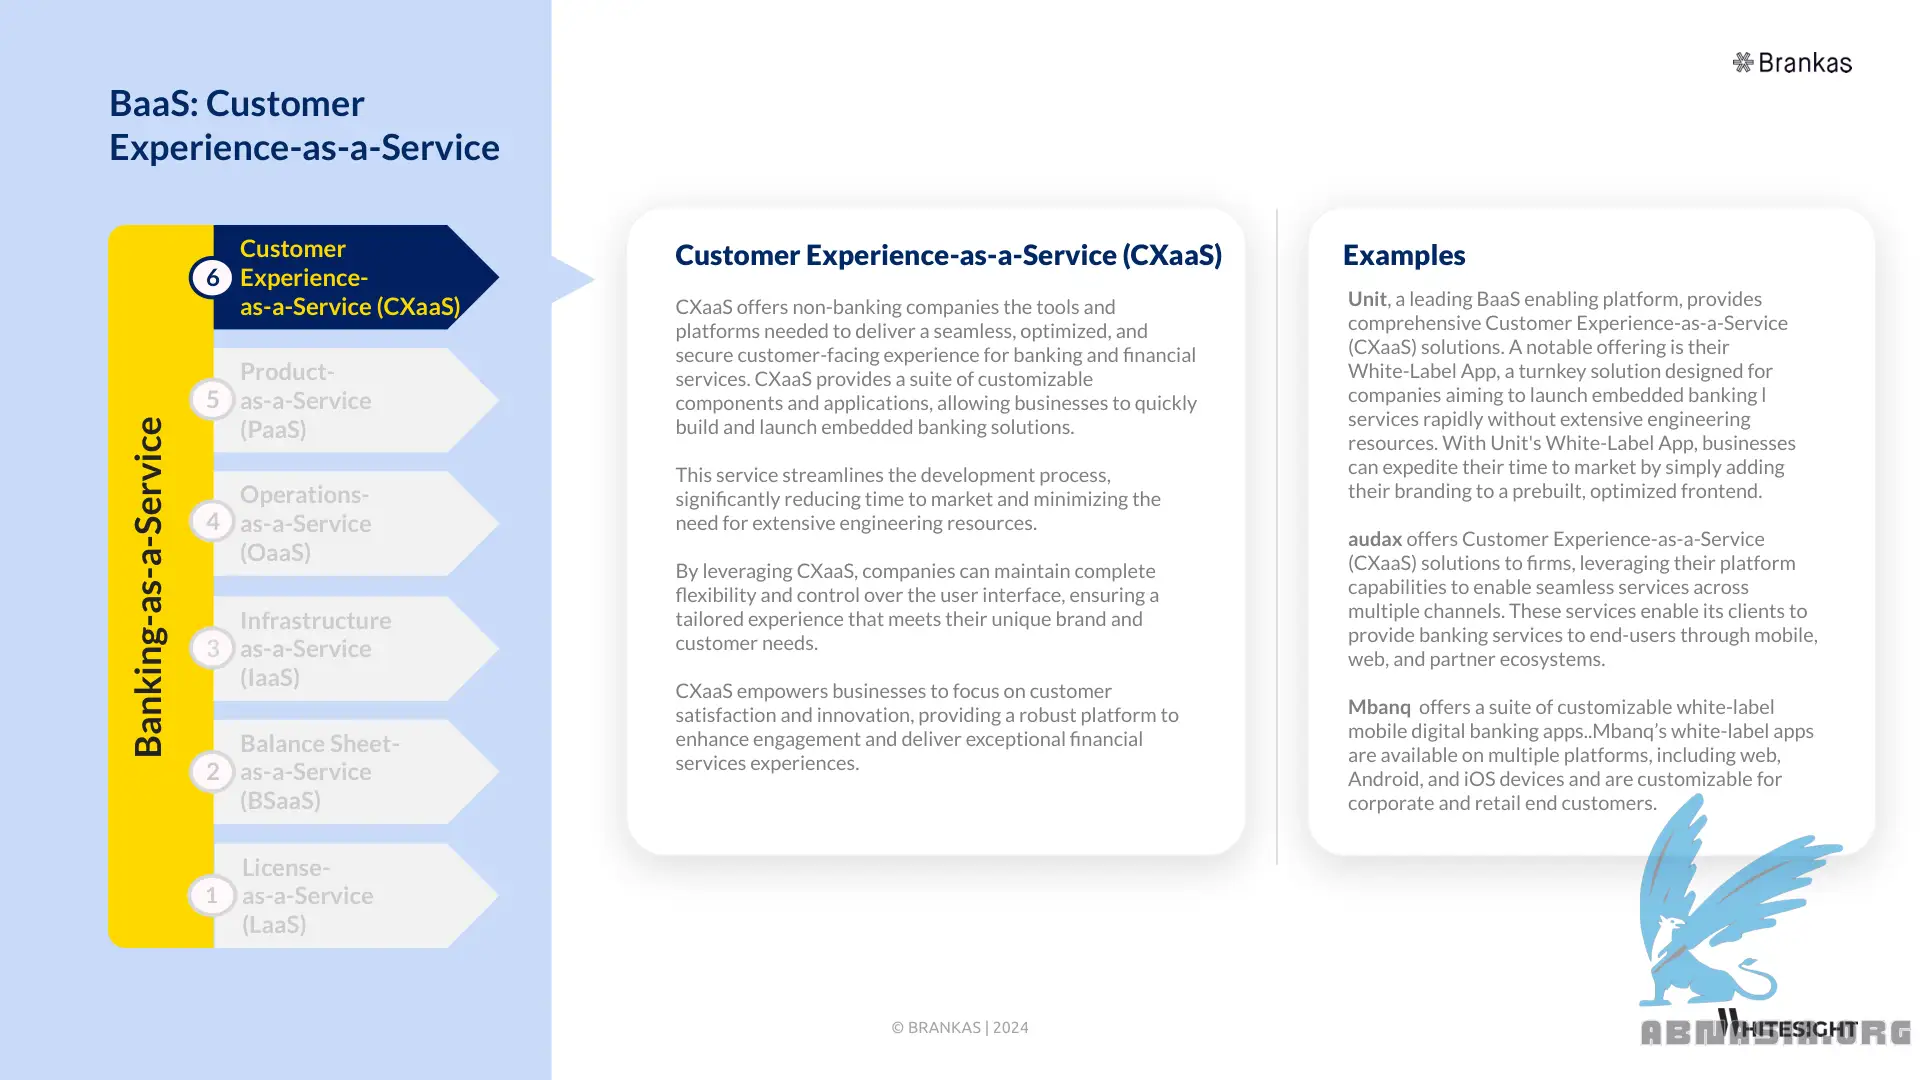 Brankas
BaaS: Customer
Experience-as-a-Service
Banking-as-a-Service
6
Customer
Experience-
as-a-Service (CXaaS)
5
Product-
as-a-Service
(PaaS)
4
Operations-
as-a-Service
(OaaS)
3
Infrastructure
as-a-Service
(IaaS)
2
Balance Sheet-
as-a-Service
(BSaaS)
1
License-
as-a-Service
(LaaS)
Customer Experience-as-a-Service (CXaaS)
CXaaS offers non-banking companies the tools and
platforms needed to deliver a seamless, optimized, and
secure customer-facing experience for banking and financial
services. CXaaS provides a suite of customizable
components and applications, allowing businesses to quickly
build and launch embedded banking solutions.
This service streamlines the development process,
significantly reducing time to market and minimizing the
need for extensive engineering resources.
By leveraging CXaaS, companies can maintain complete
flexibility and control over the user interface, ensuring a
tailored experience that meets their unique brand and
customer needs.
CXaaS empowers businesses to focus on customer
satisfaction and innovation, providing a robust platform to
enhance engagement and deliver exceptional financial
services experiences.
Examples
Unit, a leading BaaS enabling platform, provides
comprehensive Customer Experience-as-a-Service
(CXaaS) solutions. A notable offering is their
White-Label App, a turnkey solution designed for
companies aiming to launch embedded banking l
services rapidly without extensive engineering
resources. With Unit's White-Label App, businesses
can expedite their time to market by simply adding
their branding to a prebuilt, optimized frontend.
audax offers Customer Experience-as-a-Service
(CXaaS) solutions to firms, leveraging their platform
capabilities to enable seamless services across
multiple channels. These services enable its clients to
provide banking services to end-users through mobile,
web, and partner ecosystems.
Mbanq offers a suite of customizable white-label
mobile digital banking apps..Mbanq’s white-label apps
are available on multiple platforms, including web,
Android, and iOS devices and are customizable for
corporate and retail end customers.
© BRANKAS | 2024
WHITESIGHT
ABNASIA.ORG